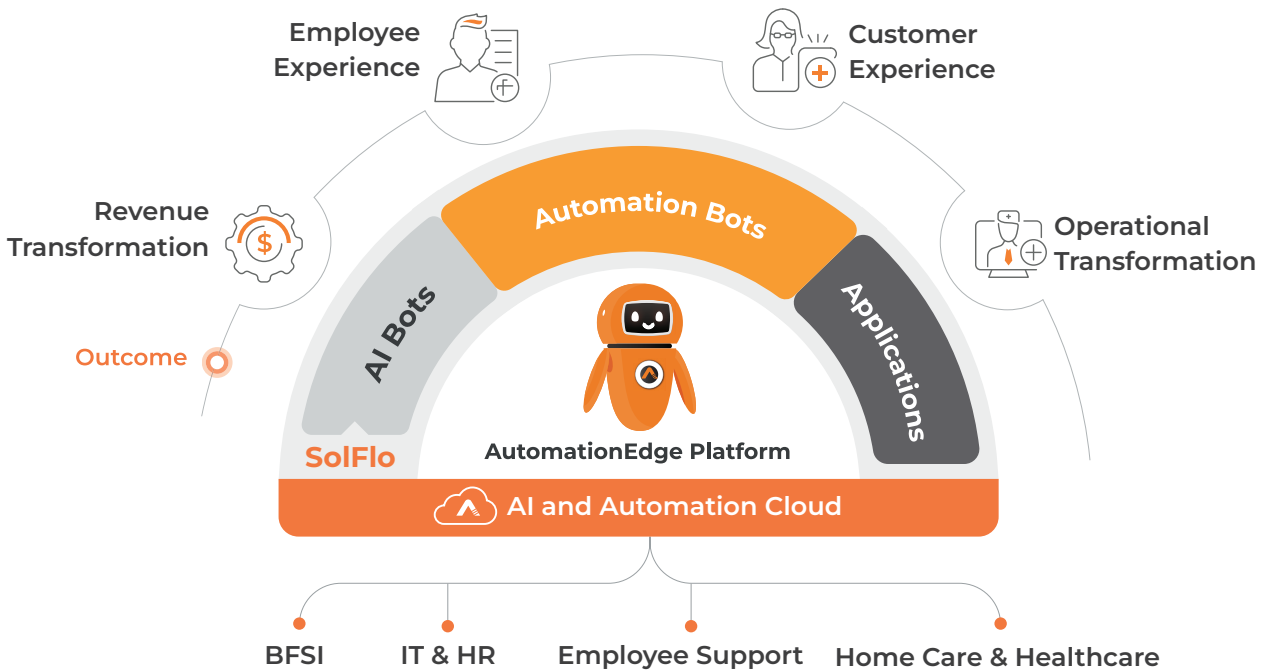 Employee
Experience
Customer
Experience
Revenue
Transformation
$
Operational
Transformation
Outcome
AI Bots
Automation Bots
Applications
SolFlo
AutomationEdge Platform
AI and Automation Cloud
BFSI
IT & HR
Employee Support
Home Care & Healthcare